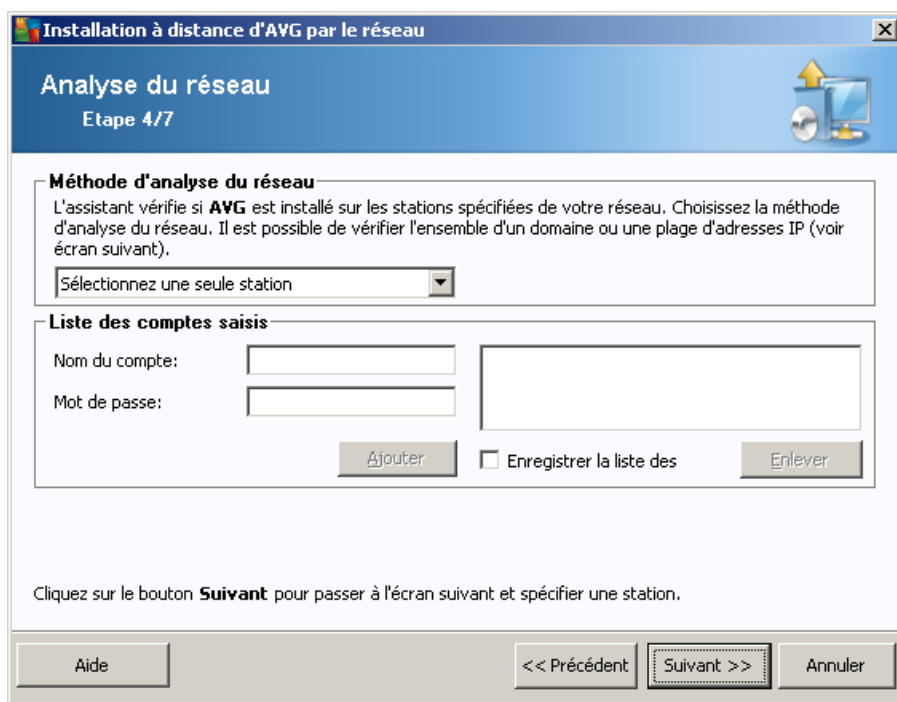 Installation à distance d'AVG par le réseau
Analyse du réseau
Etape 4/7
Méthode d'analyse du réseau
L'assistant vérifie si AVG est installé sur les stations spécifiées de votre réseau. Choisissez la méthode
d'analyse du réseau. Il est possible de vérifier l'ensemble d'un domaine ou une plage d'adresses IP (voir
écran suivant).
Sélectionnez une seule station
Liste des comptes saisis
Nom du compte:
Mot de passe:
Ajouter
Enregistrer la liste des
Enlever
Cliquez sur le bouton Suivant pour passer à l'écran suivant et spécifier une station.
Aide
<< Précédent
Suivant >>
Annuler